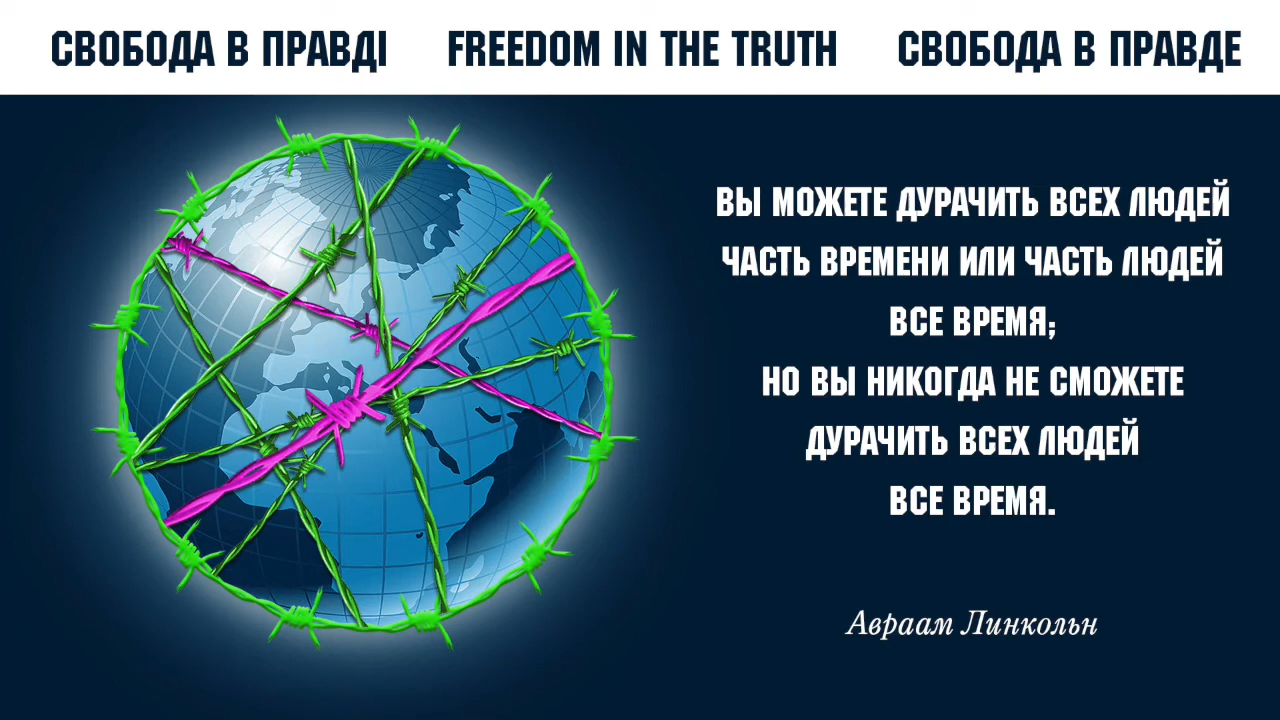 СВОБОДА В ПРАВДІ
FREEDOM IN THE TRUTH
СВОБОДА В ПРАВДЕ
ВЫ МОЖЕТЕ ДУРАЧИТЬ ВСЕХ ЛЮДЕЙ
ЧАСТЬ ВРЕМЕНИ ИЛИ ЧАСТЬ ЛЮДЕЙ
ВСЕ ВРЕМЯ;
НО ВЫ НИКОГДА НЕ СМОЖЕТЕ
ДУРАЧИТЬ ВСЕХ ЛЮДЕЙ
ВСЕ ВРЕМЯ.
Авраам Линкольн